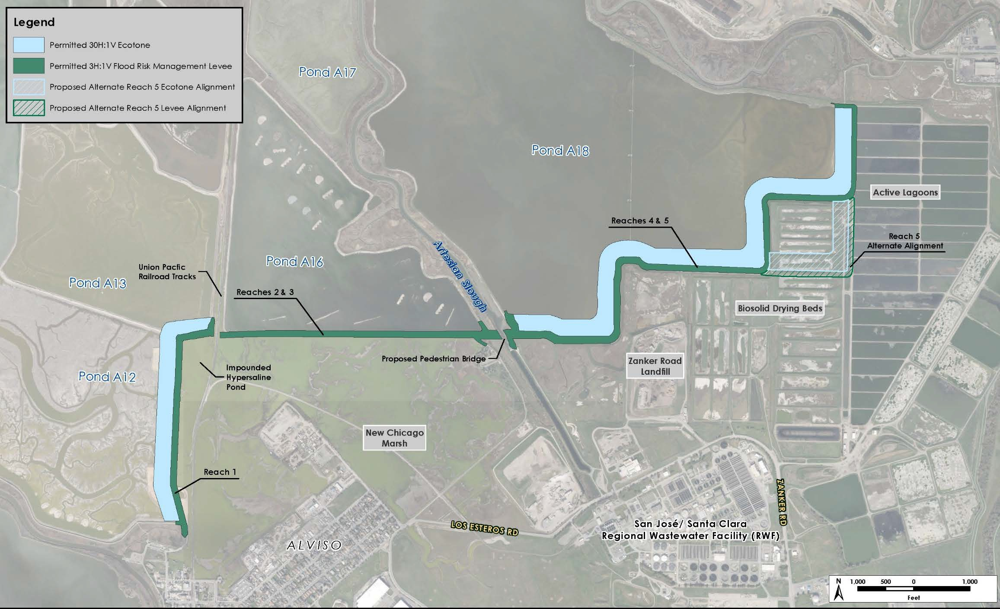 Legend
Permitted 30H:1V Ecotone
Permitted 3H:1V Flood Risk Management Levee
Proposed Alternate Reach 5 Ecotone Alignment
Proposed Alternate Reach 5 Levee Alignment
Pond A17
Pond A18
Active Lagoons
Reaches 4 & 5
Reach 5
Alternate Alignment
Artesian Slough
Pond A16
Union Pacfic
Railroad Tracks
Pond A13
Reaches 2 & 3
Biosolid Drying Beds
Proposed Pedestrian Bridge
Zanker Road
Landfill
Impounded
Hypersaline
Pond
Pond A12
New Chicago
Marsh
Reach 1
ZANKER RD
LOS ESTEROS RD
San José/ Santa Clara
Regional Wastewater Facility (RWF)
ALVISO
N
1,000 500 0 1,000
Feet